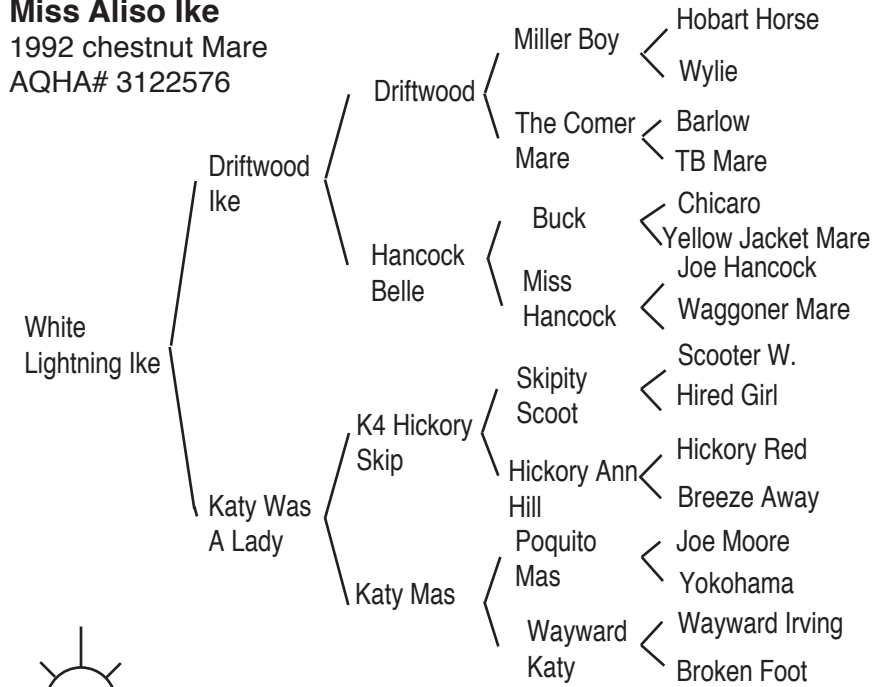 Miss Aliso Ike
1992 chestnut Mare
AQHA# 3122576
White
Lightning Ike
Driftwood
Ike
Katy Was
A Lady
Driftwood
Hancock
Belle
K4 Hickory
Skip
Katy Mas
Miller Boy
The Comer
Mare
Buck
Miss
Hancock
Skipity
Scoot
Hickory Ann
Hill
Poquito
Mas
Wayward
Katy
Hobart Horse
Wylie
Barlow
TB Mare
Chicaro
Yellow Jacket Mare
Joe Hancock
Waggoner Mare
Scooter W.
Hired Girl
Hickory Red
Breeze Away
Joe Moore
Yokohama
Wayward Irving
Broken Foot